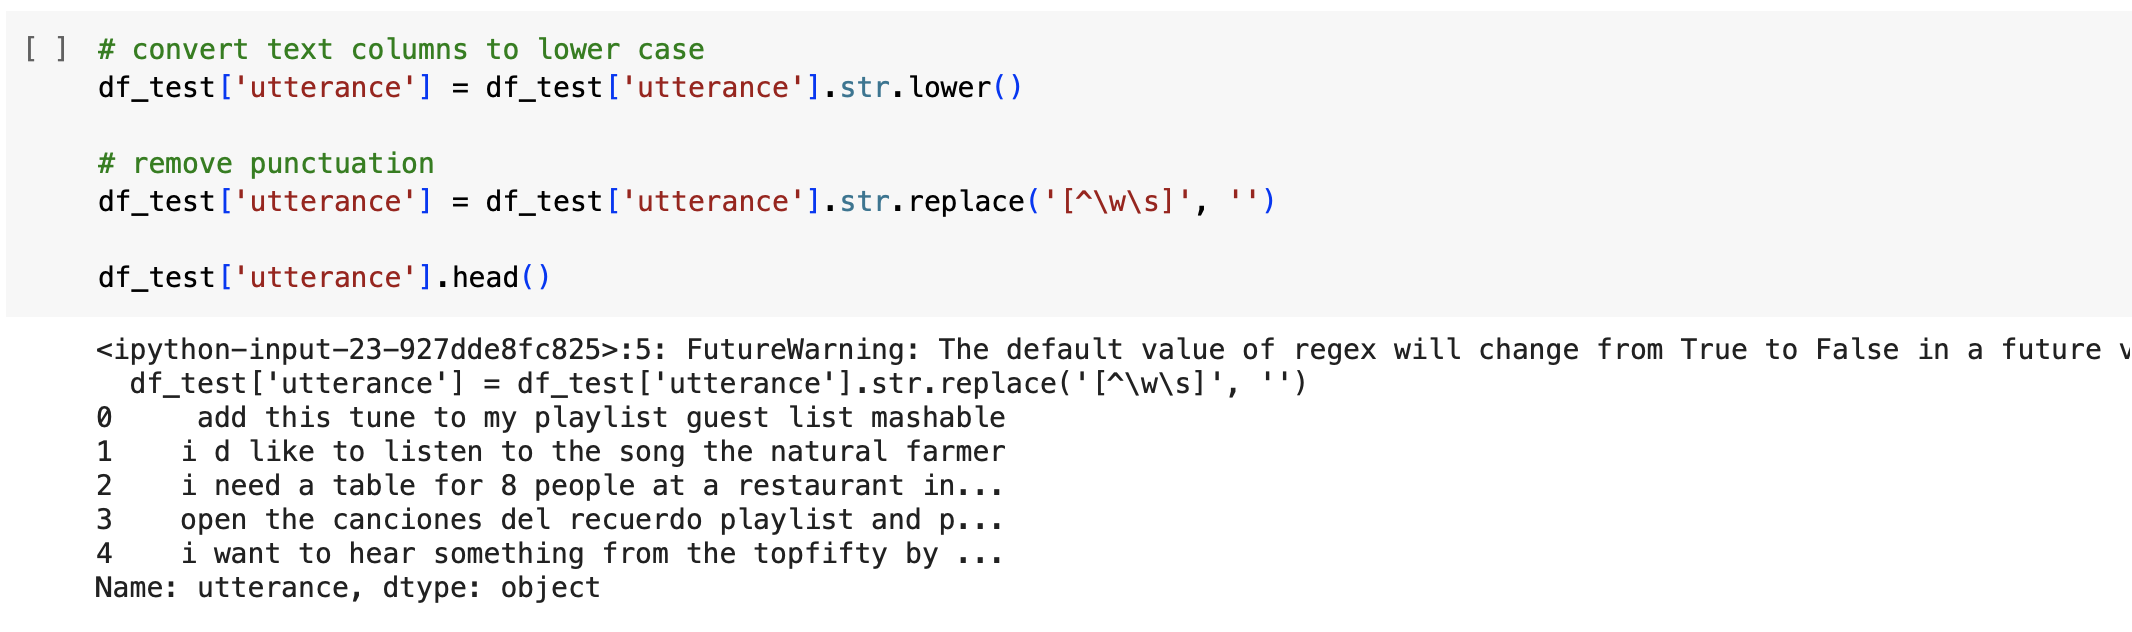 [ ] # convert text columns to lower case
df_test['utterance'] = df_test['utterance'].str.lower()
# remove punctuation
df_test['utterance'] = df_test['utterance'].str.replace('[^\w\s]', '')
df_test['utterance'].head()
<ipython-input-23-927dde8fc825>:5: FutureWarning: The default value of regex will change from True to False in a future
df_test['utterance'] = df_test['utterance'].str.replace('[^\w\s]', '')
0 add this tune to my playlist guest list mashable
1 i d like to listen to the song the natural farmer
2 i need a table for 8 people at a restaurant in...
3 open the canciones del recuerdo playlist and p...
4 i want to hear something from the topfifty by ...
Name: utterance, dtype: object